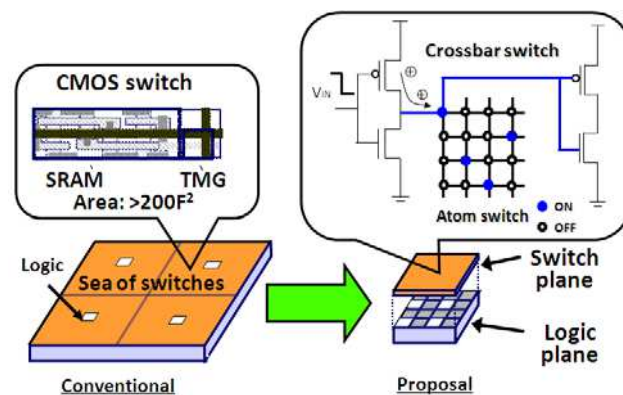 CMOS switch
SRAM TMG
Area: >200F²
Logic
Sea of switches
Conventional
Crossbar switch
VIN
Atom switch
ON
OFF
Switch plane
Logic plane
Proposal